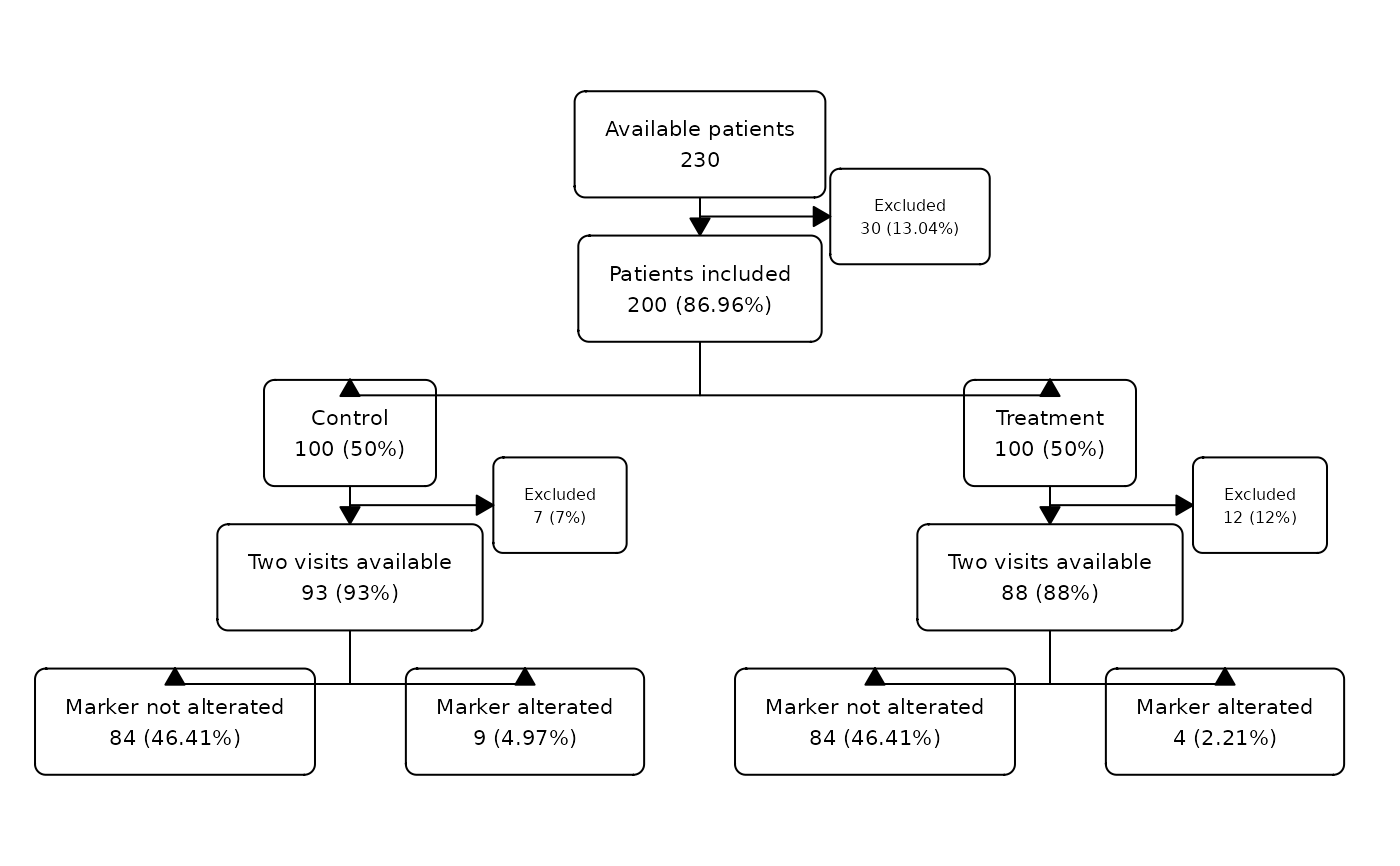 Available patients
230
Excluded
30 (13.04%)
Patients included
200 (86.96%)
Control
100 (50%)
Treatment
100 (50%)
Excluded
7 (7%)
Excluded
12 (12%)
Two visits available
93 (93%)
Two visits available
88 (88%)
Marker not alterated
84 (46.41%)
Marker alterated
9 (4.97%)
Marker not alterated
84 (46.41%)
Marker alterated
4 (2.21%)